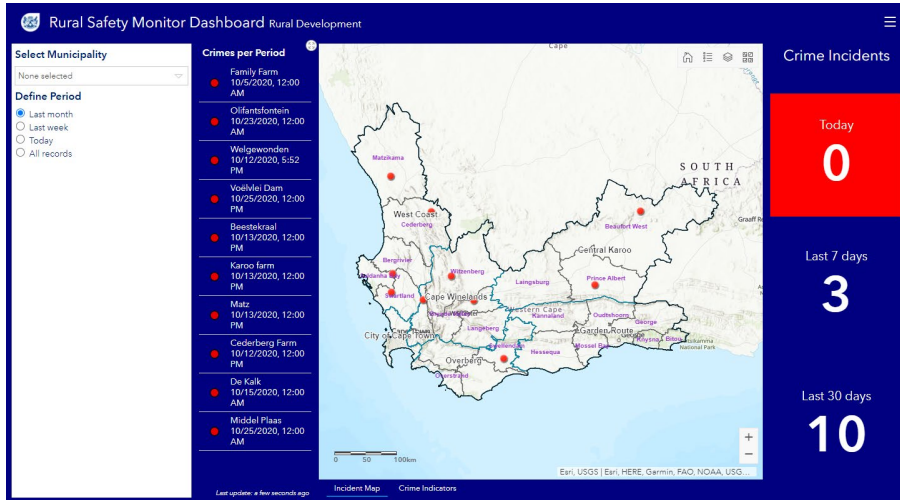 Rural Safety Monitor Dashboard Rural Development
Select Municipality
None selected
Define Period
Last month
Last week
Today
All records
Crimes per Period
Family Farm
10/5/2020, 12:00
AM
Olifantsfontein
10/23/2020, 12:00
AM
Welgewonden
10/12/2020, 5:52
PM
Voëlvlei Dam
10/25/2020, 12:00
PM
Beestekraal
10/13/2020, 12:00
PM
Karoo farm
10/13/2020, 12:00
PM
Matz
10/13/2020, 12:00
PM
Cederberg Farm
10/12/2020, 12:00
PM
De Kalk
10/15/2020, 12:00
AM
Middel Plaas
10/25/2020, 12:00
AM
Last update: a few seconds ago
Cape
Matzikama
SOUTH
AFRICA
West Coast
Cederberg
Beaufort West
Graaff
Central Karoo
Bergrivier
Witzenberg
Prince Albert
Laingsburg
Swartland
Cape Winelands
Western Cape
Kannaland
Oudtshoorn
George
Langeberg
City of Cape Town
Garden Route
Knysna
Bitou
National Park
Mossel Bay
Hessequa
Overberg
Overstrand
0 50 100km
+
−
Esri, USGS | Esri, HERE, Garmin, FAO, NOAA, USG...
Incident Map Crime Indicators
Crime Incidents
Today
0
Last 7 days
3
Last 30 days
10